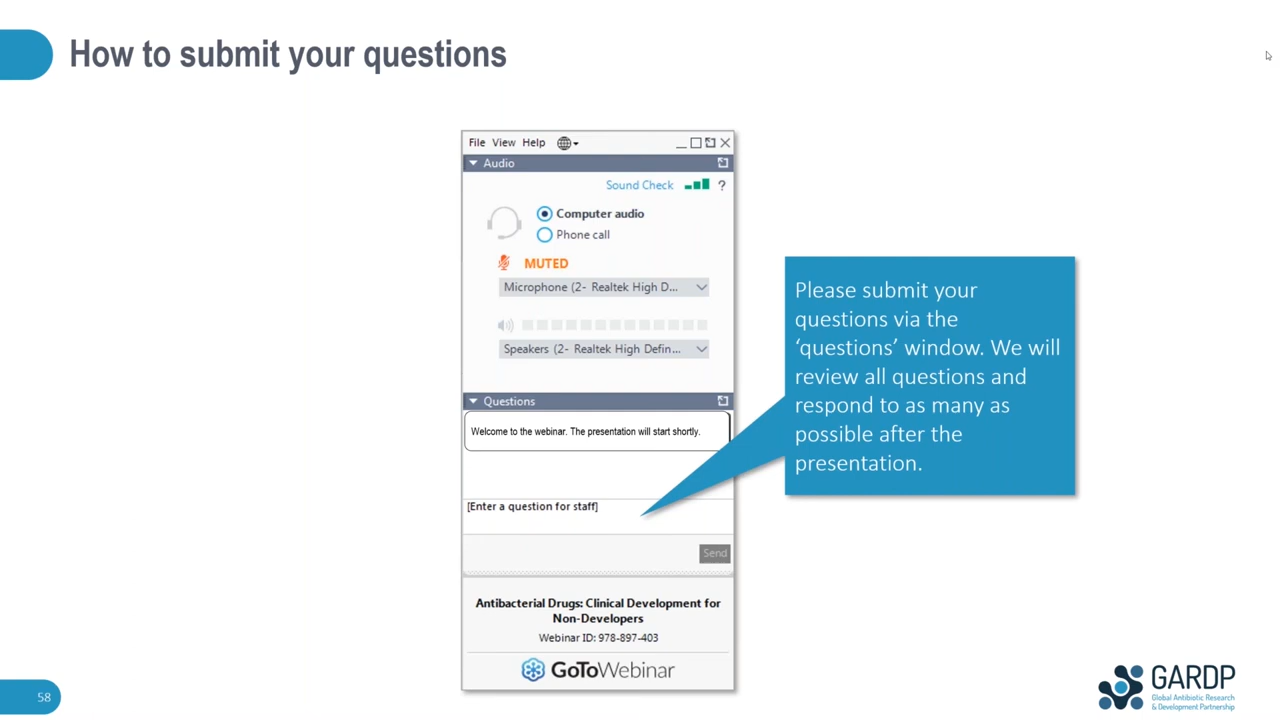 How to submit your questions
File View Help
Audio
Sound Check ?
Computer audio
Phone call
MUTED
Microphone (2- Realtek High D...
Speakers (2- Realtek High Defin...
Questions
Welcome to the webinar. The presentation will start shortly.
[Enter a question for staff]
Send
Antibacterial Drugs: Clinical Development for
Non-Developers
Webinar ID: 978-897-403
GoToWebinar
Please submit your
questions via the
‘questions’ window. We will
review all questions and
respond to as many as
possible after the
presentation.
58
GARDP
Global Antibiotic Research
& Development Partnership